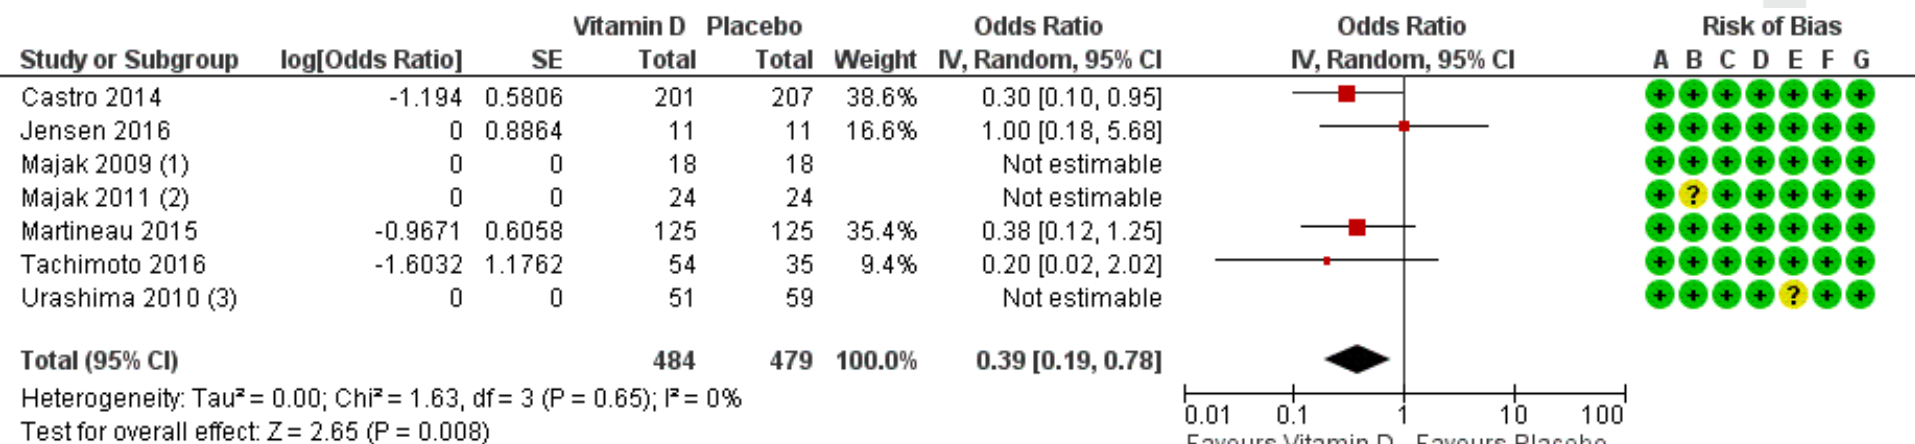 Vitamin D Placebo Odds Ratio Odds Ratio Risk of Bias
Study or Subgroup log[Odds Ratio] SE Total Total Weight IV, Random, 95% CI IV, Random, 95% CI A B C D E F G
Castro 2014 -1.194 0.5806 201 207 38.6% 0.30 [0.10, 0.95] + + + + + + +
Jensen 2016 0 0.8864 11 11 16.6% 1.00 [0.18, 5.68] + + + + + + +
Majak 2009 (1) 0 0 18 18 Not estimable + + + + + + +
Majak 2011 (2) 0 0 24 24 Not estimable + ? + + + + +
Martineau 2015 -0.9671 0.6058 125 125 35.4% 0.38 [0.12, 1.25] + + + + + + +
Tachimoto 2016 -1.6032 1.1762 54 35 9.4% 0.20 [0.02, 2.02] + + + + + + +
Urashima 2010 (3) 0 0 51 59 Not estimable + + + + ? + +
Total (95% CI) 484 479 100.0% 0.39 [0.19, 0.78]
Heterogeneity: Tau² = 0.00; Chi² = 1.63, df = 3 (P = 0.65); I² = 0%
Test for overall effect: Z = 2.65 (P = 0.008)
0.01 0.1 1 10 100
Favours Vitamin D Favours Placebo